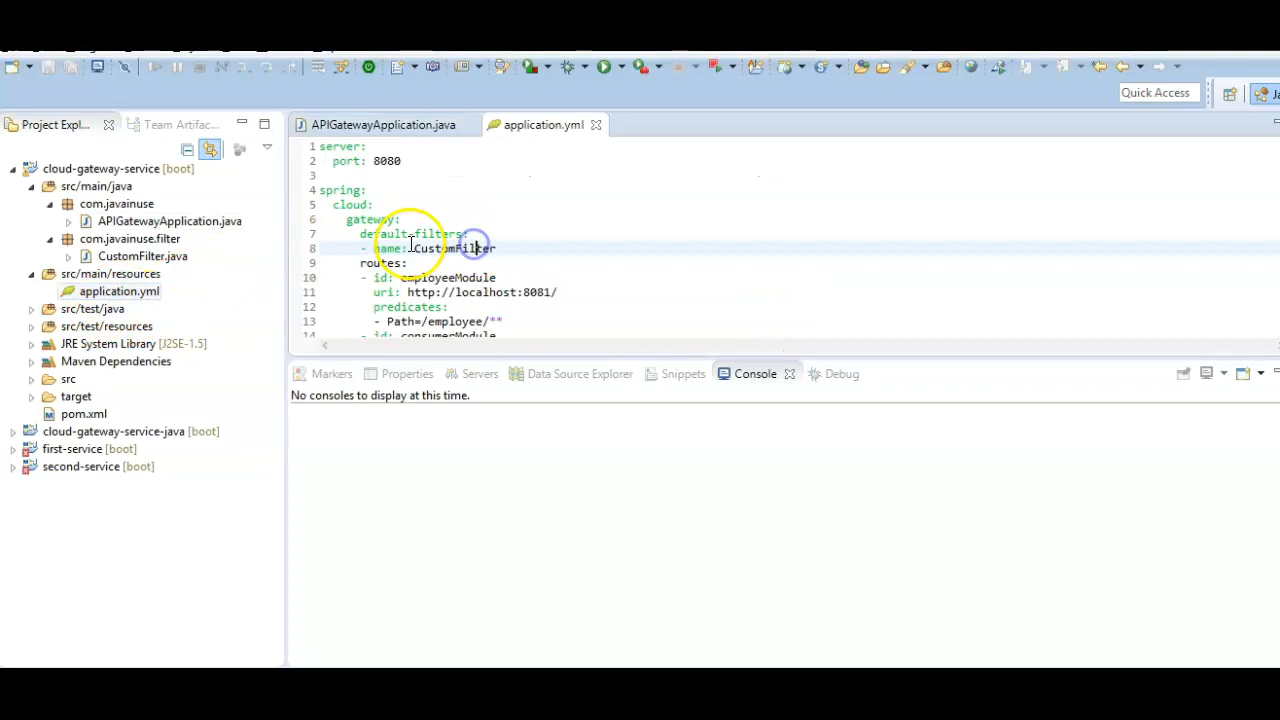 Quick Access
Ja
Project Expl...
Team Artifac...
cloud-gateway-service [boot]
src/main/java
com.javainuse
APIGatewayApplication.java
com.javainuse.filter
CustomFilter.java
src/main/resources
application.yml
src/test/java
src/test/resources
JRE System Library [J2SE-1.5]
Maven Dependencies
src
target
pom.xml
cloud-gateway-service-java [boot]
first-service [boot]
second-service [boot]
APIGatewayApplication.java
application.yml
1 server:
2 port: 8080
3
4 spring:
5 cloud:
6 gateway:
7 default-filters:
8 - name: CustomFilter
9 routes:
10 - id: employeeModule
11 uri: http://localhost:8081/
12 predicates:
13 - Path=/employee/**
14 - id: consumerModule
Markers
Properties
Servers
Data Source Explorer
Snippets
Console
Debug
No consoles to display at this time.